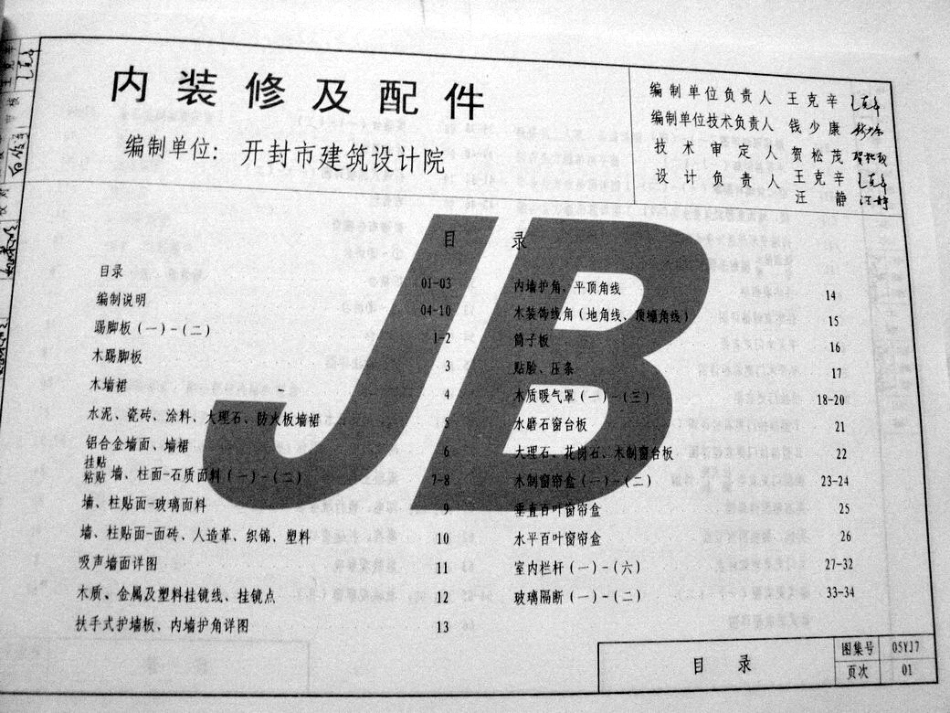 内装修及配件
编制单位：开封市建筑设计院
编制单位负责人 王克辛
编制单位技术负责人 钱少康
技术审定人 贺松茂
设计负责人 王克辛
汪静
JB
目录
目录 01-03
编制说明 04-10
踢脚板（一）-（二） 1-2
木踢脚板 3
木墙裙 4
水泥、瓷砖、涂料、大理石、防火板墙裙 5
铝合金墙面、墙裙 6
挂贴
粘贴 墙、柱面-石质面料（一）-（二） 7-8
墙、柱贴面-玻璃面料 9
墙、柱贴面-面砖、人造革、织锦、塑料 10
吸声墙面详图 11
木质、金属及塑料挂镜线、挂镜点 12
扶手式护墙板、内墙护角详图 13
内墙护角、平顶角线 14
木装饰线角（地角线、顶棚角线） 15
筒子板 16
贴脸、压条 17
木质暖气罩（一）-（三） 18-20
水磨石窗台板 21
大理石、花岗石、木制窗台板 22
木制窗帘盒（一）-（二） 23-24
垂直百叶窗帘盒 25
水平百叶窗帘盒 26
室内栏杆（一）-（六） 27-32
玻璃隔断（一）-（二） 33-34
目录
图集号 05YJ7
页次 01